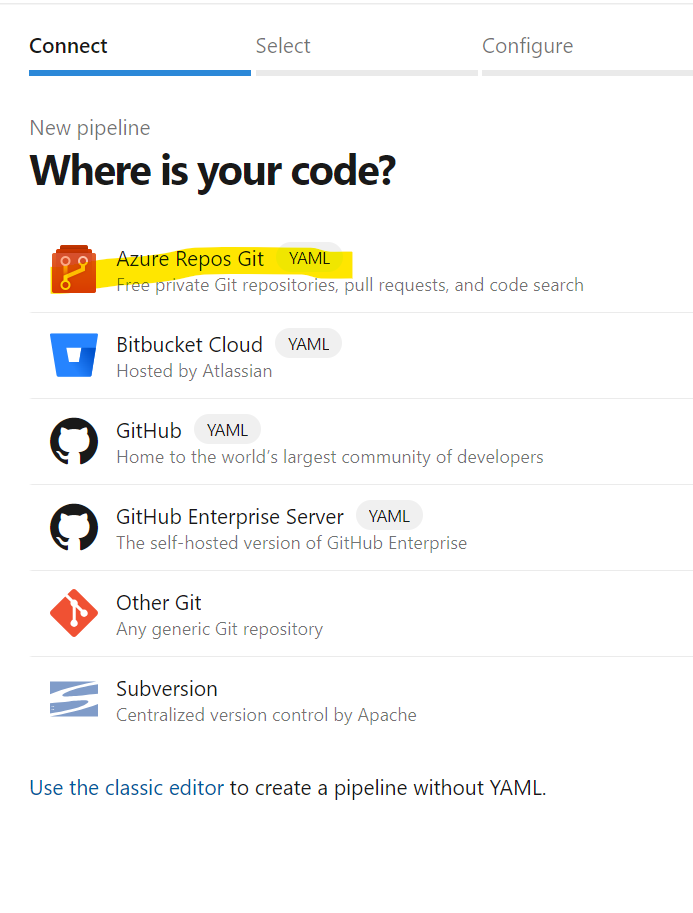 Connect Select Configure
New pipeline
Where is your code?
Azure Repos Git YAML
Free private Git repositories, pull requests, and code search
Bitbucket Cloud YAML
Hosted by Atlassian
GitHub YAML
Home to the world's largest community of developers
GitHub Enterprise Server YAML
The self-hosted version of GitHub Enterprise
Other Git
Any generic Git repository
Subversion
Centralized version control by Apache
Use the classic editor to create a pipeline without YAML.